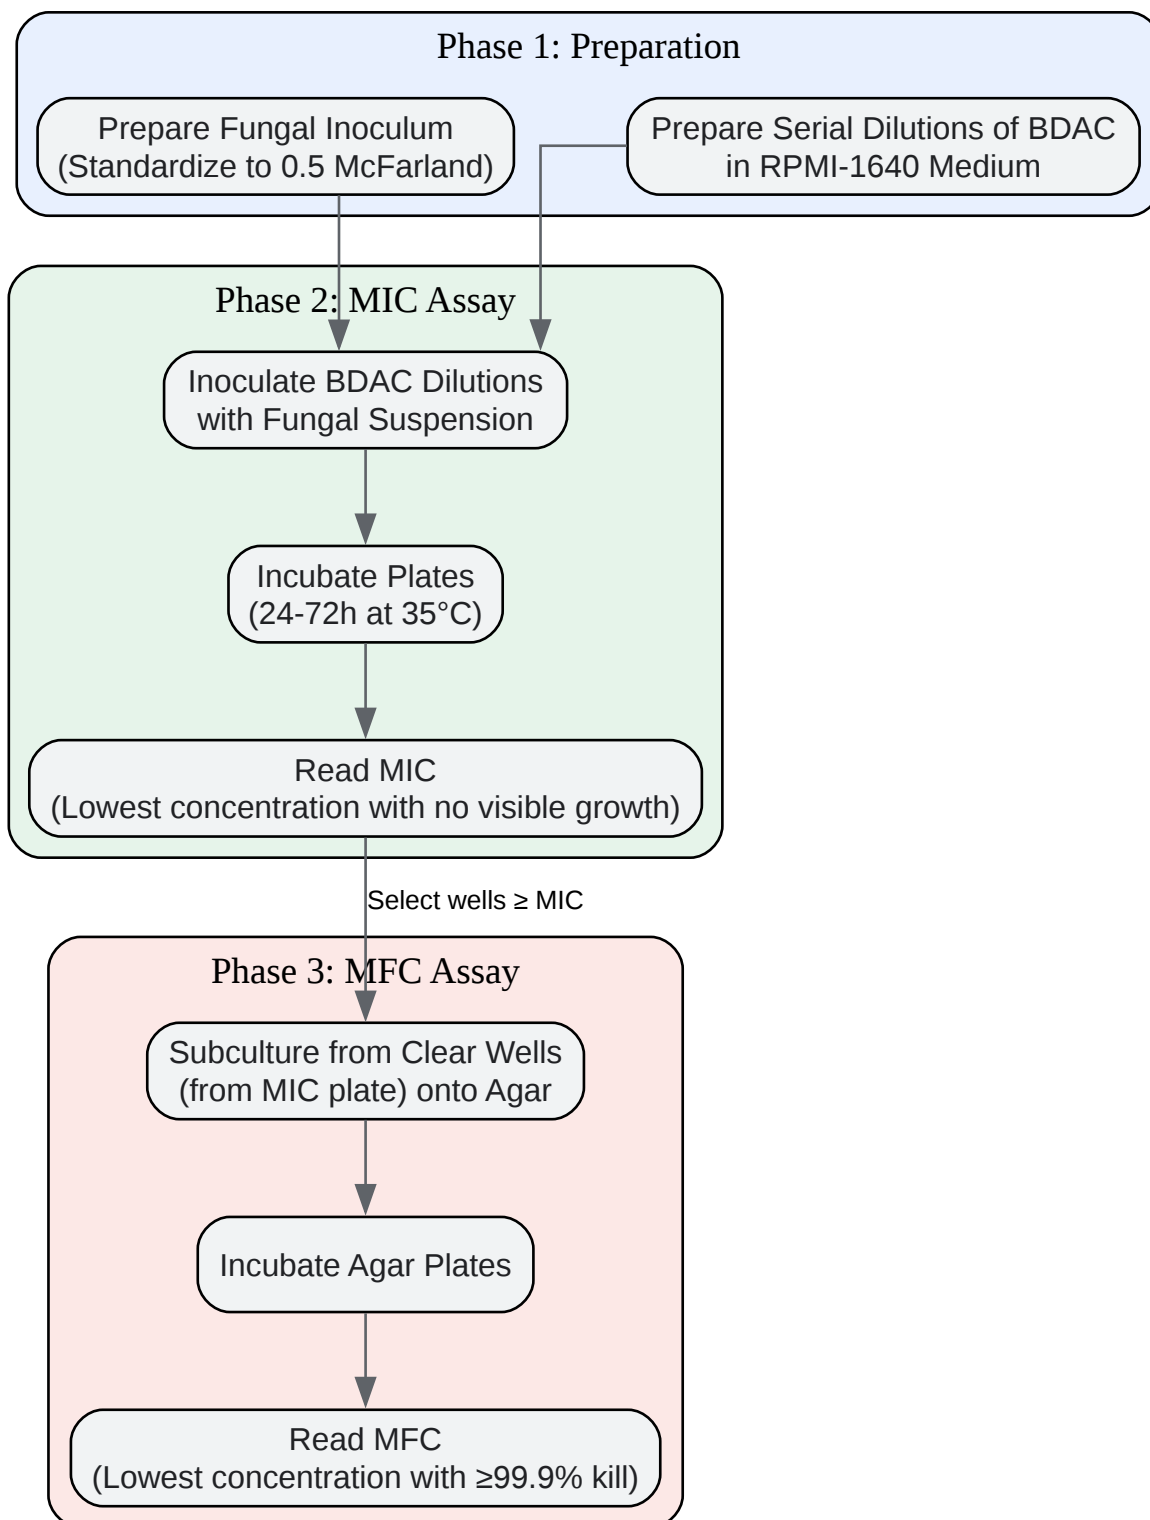 Phase 1: Preparation
Prepare Fungal Inoculum
(Standardize to 0.5 McFarland)
Prepare Serial Dilutions of BDAC
in RPMI-1640 Medium
Phase 2: MIC Assay
Inoculate BDAC Dilutions
with Fungal Suspension
Incubate Plates
(24-72h at 35°C)
Read MIC
(Lowest concentration with no visible growth)
Select wells ≥ MIC
Phase 3: MFC Assay
Subculture from Clear Wells
(from MIC plate) onto Agar
Incubate Agar Plates
Read MFC
(Lowest concentration with ≥99.9% kill)